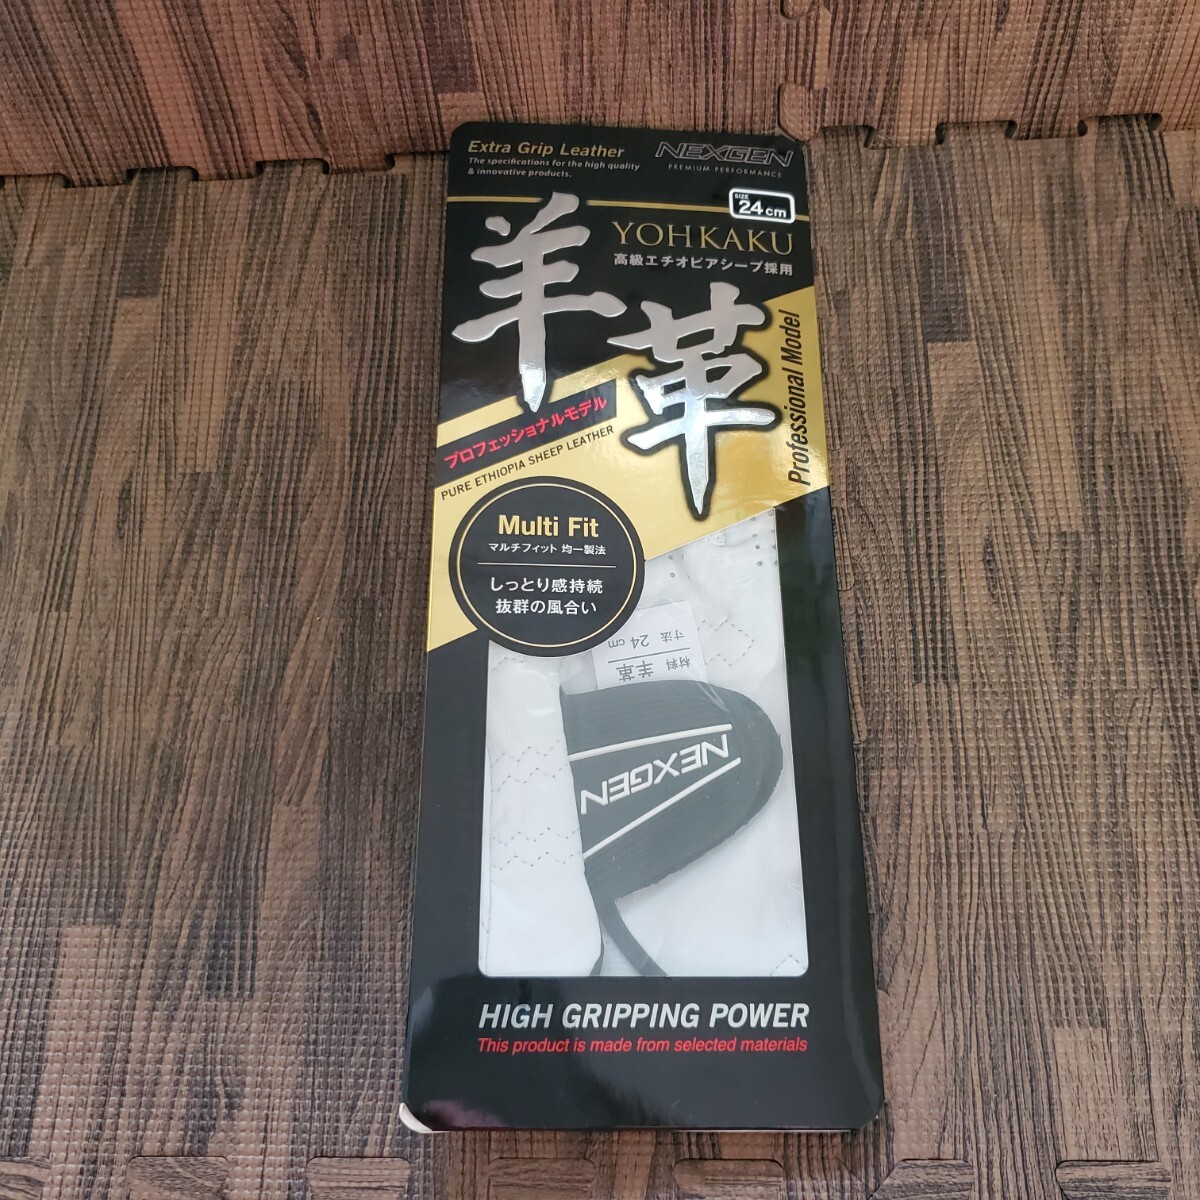 Extra Grip Leather
The specifications for the high quality
& innovative products.
NEXGEN
PREMIUM PERFORMANCE
SIZE
24cm
羊革
YOHKAKU
高級エチオピアシープ採用
Professional Model
プロフェッショナルモデル
PURE ETHIOPIA SHEEP LEATHER
Multi Fit
マルチフィット 均一製法
しっとり感持続
抜群の風合い
材料 羊革
寸法 24cm
NEXGEN
HIGH GRIPPING POWER
This product is made from selected materials